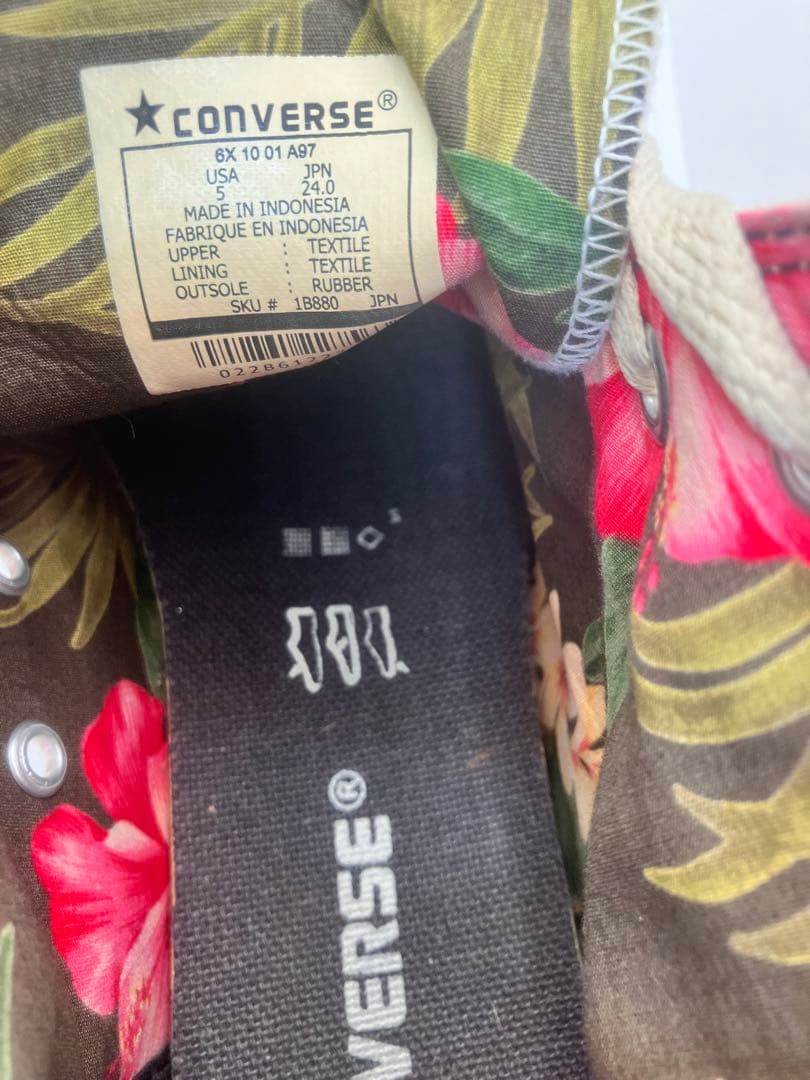 ★CONVERSE®
6X 10 01 A97
USA JPN
5 24.0
MADE IN INDONESIA
FABRIQUE EN INDONESIA
UPPER : TEXTILE
LINING : TEXTILE
OUTSOLE : RUBBER
SKU # 1B880 JPN
0228612
VERSE®